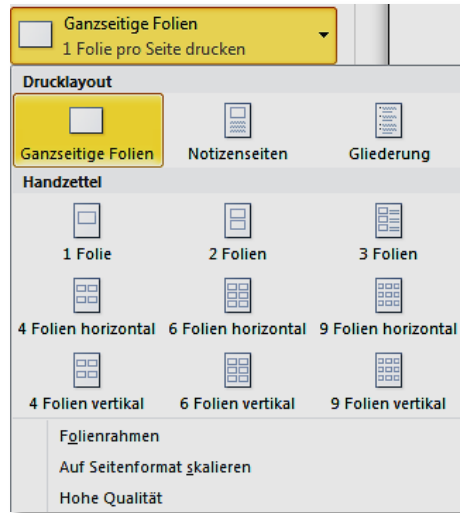 Ganzseitige Folien
1 Folie pro Seite drucken
Drucklayout
Ganzseitige Folien Notizenseiten Gliederung
Handzettel
1 Folie 2 Folien 3 Folien
4 Folien horizontal 6 Folien horizontal 9 Folien horizontal
4 Folien vertikal 6 Folien vertikal 9 Folien vertikal
Folienrahmen
Auf Seitenformat skalieren
Hohe Qualität